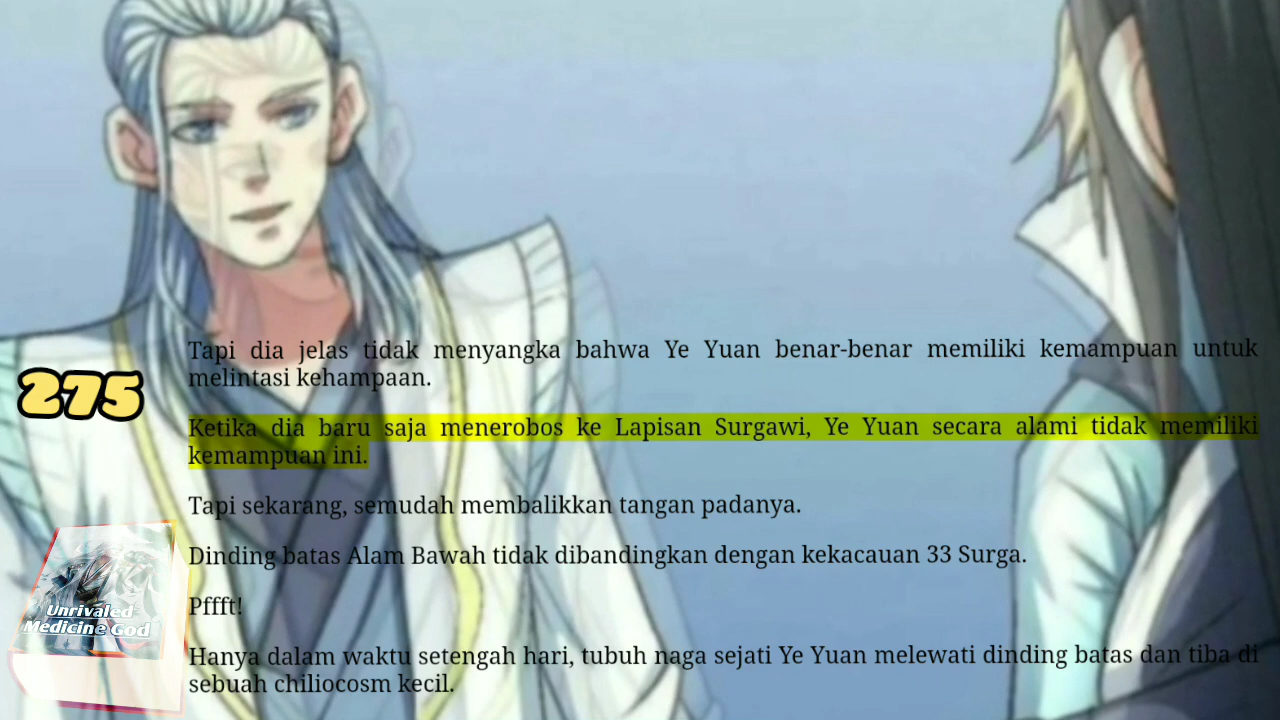 Tapi dia jelas tidak menyangka bahwa Ye Yuan benar-benar memiliki kemampuan untuk
melintasi kehampaan.
275
Ketika dia baru saja menerobos ke Lapisan Surgawi, Ye Yuan secara alami tidak memiliki
kemampuan ini.
Tapi sekarang, semudah membalikkan tangan padanya.
Dinding batas Alam Bawah tidak dibandingkan dengan kekacauan 33 Surga.
Pffft!
Unrivaled
Medicine God
Hanya dalam waktu setengah hari, tubuh naga sejati Ye Yuan melewati dinding batas dan tiba di
sebuah chiliocosm kecil.